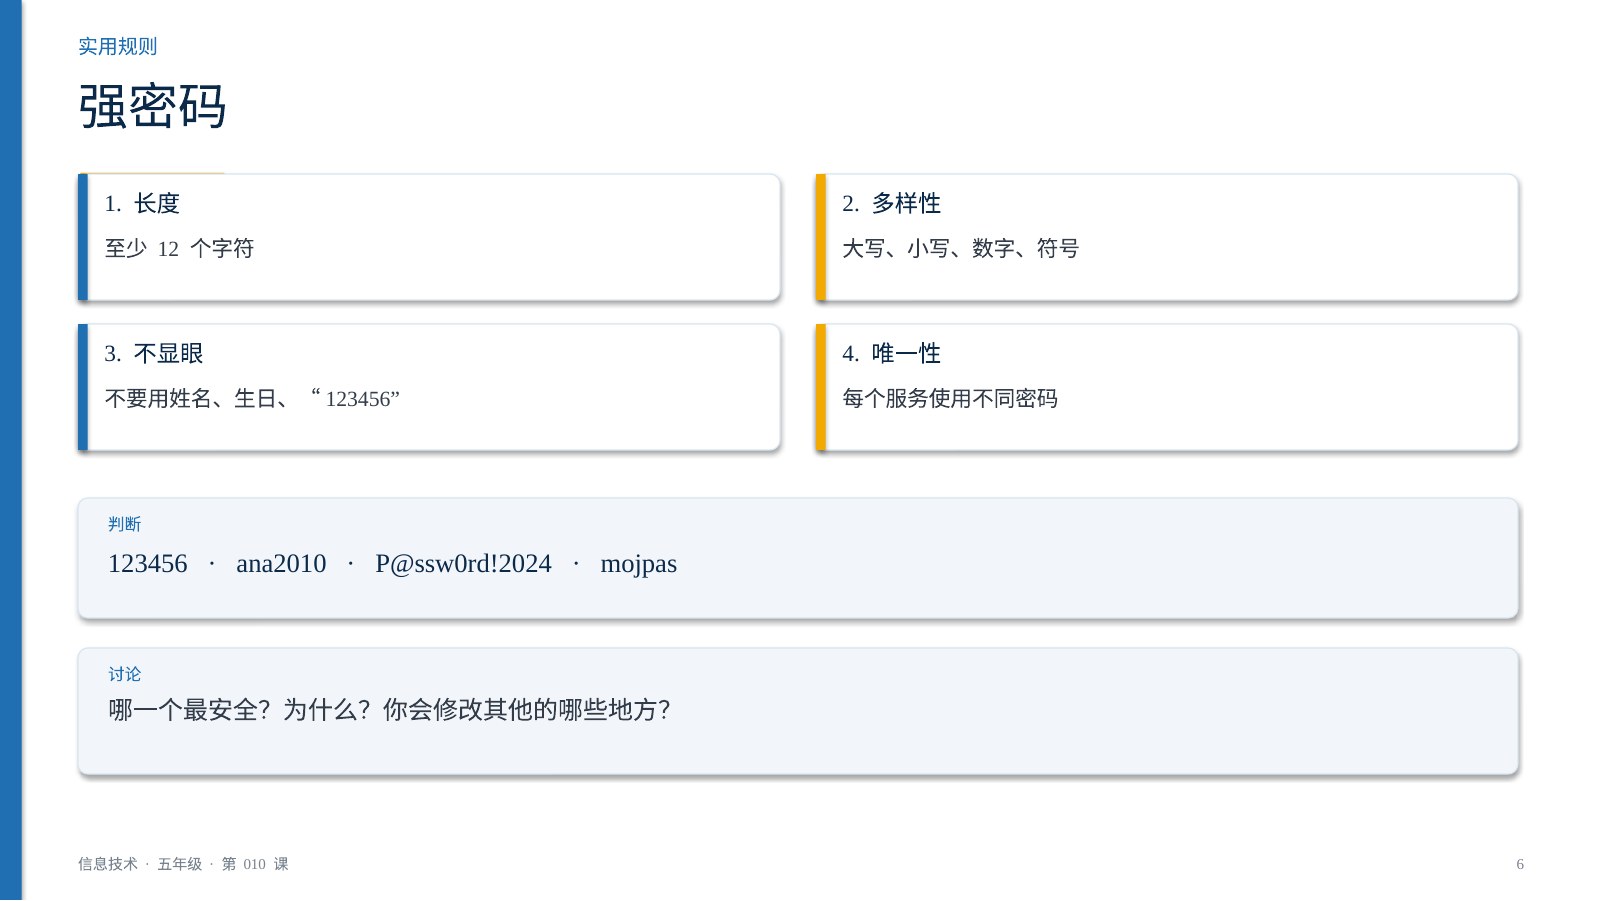 实用规则
强密码
1. 长度
至少 12 个字符
2. 多样性
大写、小写、数字、符号
3. 不显眼
不要用姓名、生日、“123456”
4. 唯一性
每个服务使用不同密码
判断
123456 · ana2010 · P@ssw0rd!2024 · mojpas
讨论
哪一个最安全？为什么？你会修改其他的哪些地方？
信息技术 · 五年级 · 第 010 课
6